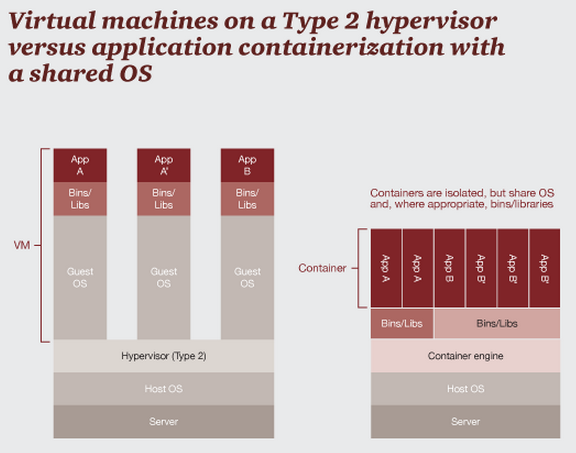 Virtual machines on a Type 2 hypervisor
versus application containerization with
a shared OS
App
A
App
A'
App
B
Bins/
Libs
Bins/
Libs
Bins/
Libs
VM
Guest
OS
Guest
OS
Guest
OS
Hypervisor (Type 2)
Host OS
Server
Containers are isolated, but share OS
and, where appropriate, bins/libraries
Container
App A
App A
App B
App B'
App B'
App B'
Bins/Libs
Bins/Libs
Container engine
Host OS
Server